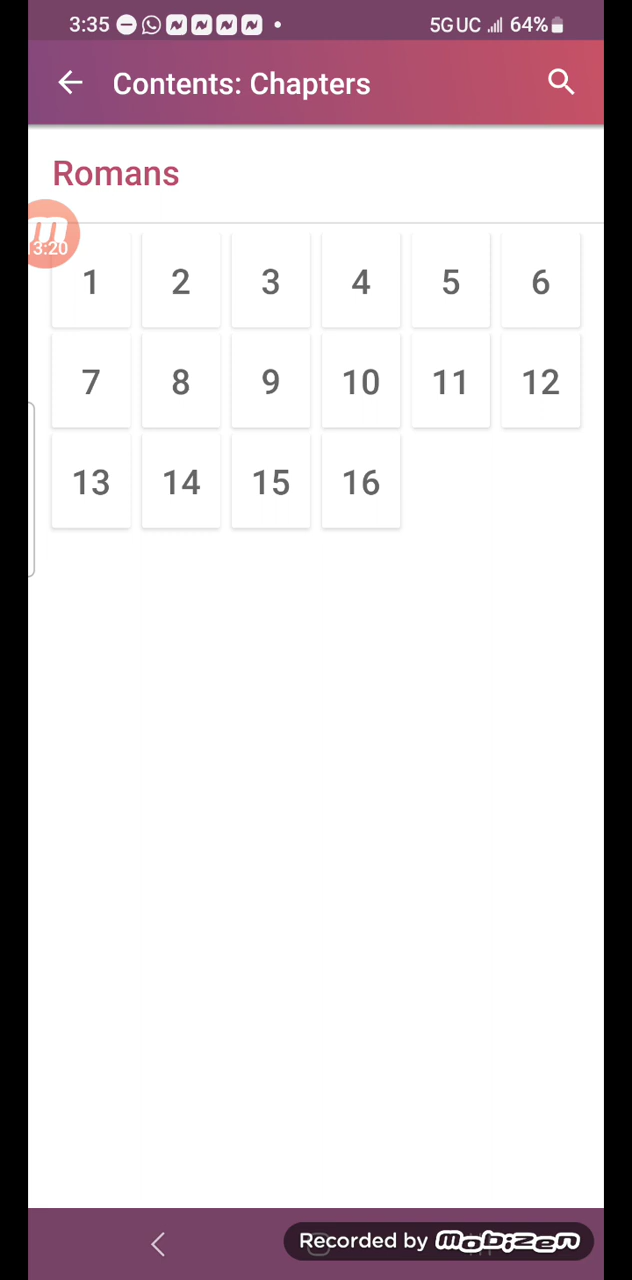 3:35
5G UC 64%
Contents: Chapters
Romans
m
13:20
1 2 3 4 5 6
7 8 9 10 11 12
13 14 15 16
Recorded by mobizen